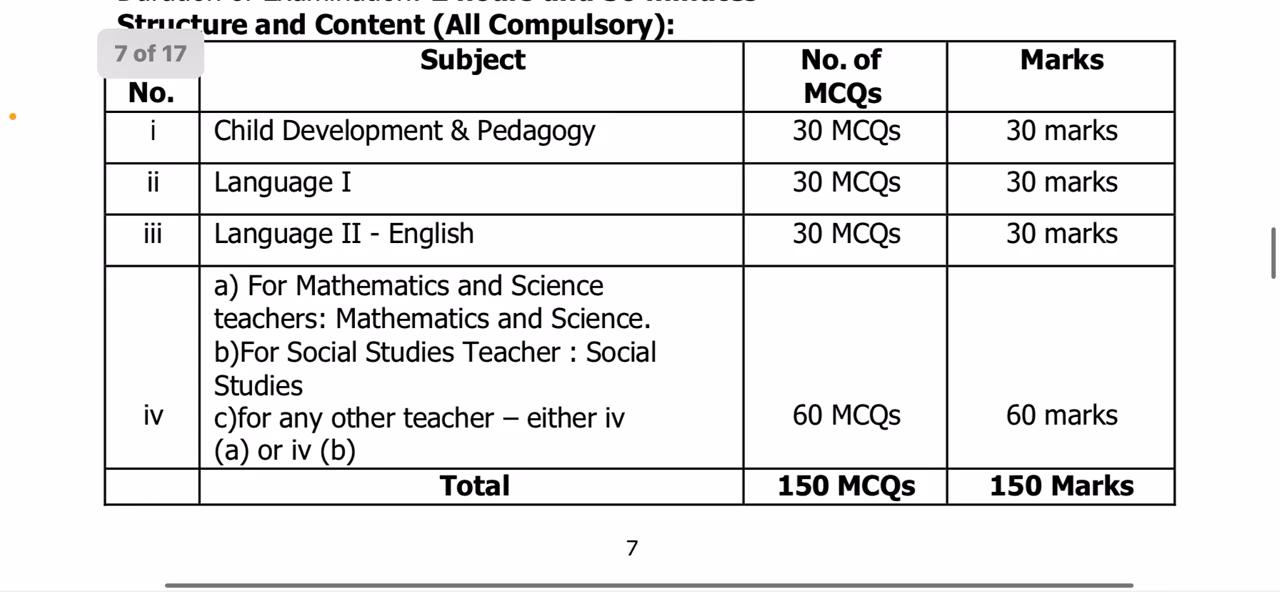 Structure and Content (All Compulsory):
7 of 17
Subject
No. of
Marks
No.
MCQs
i Child Development & Pedagogy 30 MCQs 30 marks
ii Language I 30 MCQs 30 marks
iii Language II - English 30 MCQs 30 marks
a) For Mathematics and Science
teachers: Mathematics and Science.
b)For Social Studies Teacher : Social
Studies
iv c)for any other teacher – either iv 60 MCQs 60 marks
(a) or iv (b)
Total 150 MCQs 150 Marks
7